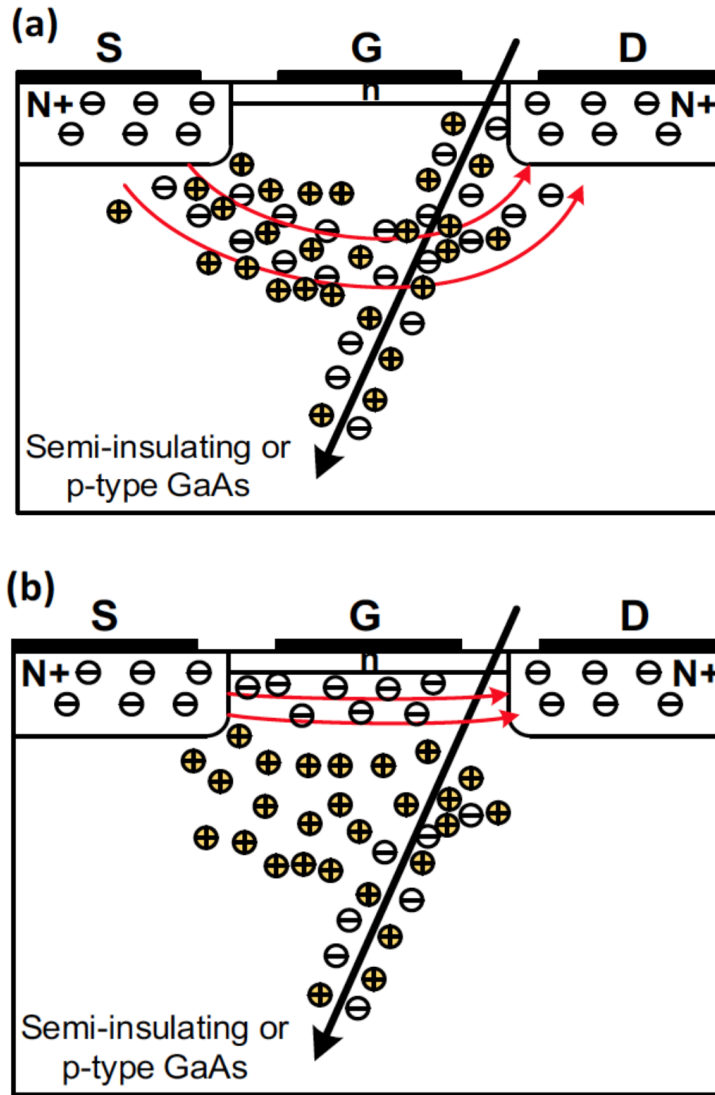 (a)
S G D
n
N+ N+
Semi-insulating or
p-type GaAs
(b)
S G D
n
N+ N+
Semi-insulating or
p-type GaAs